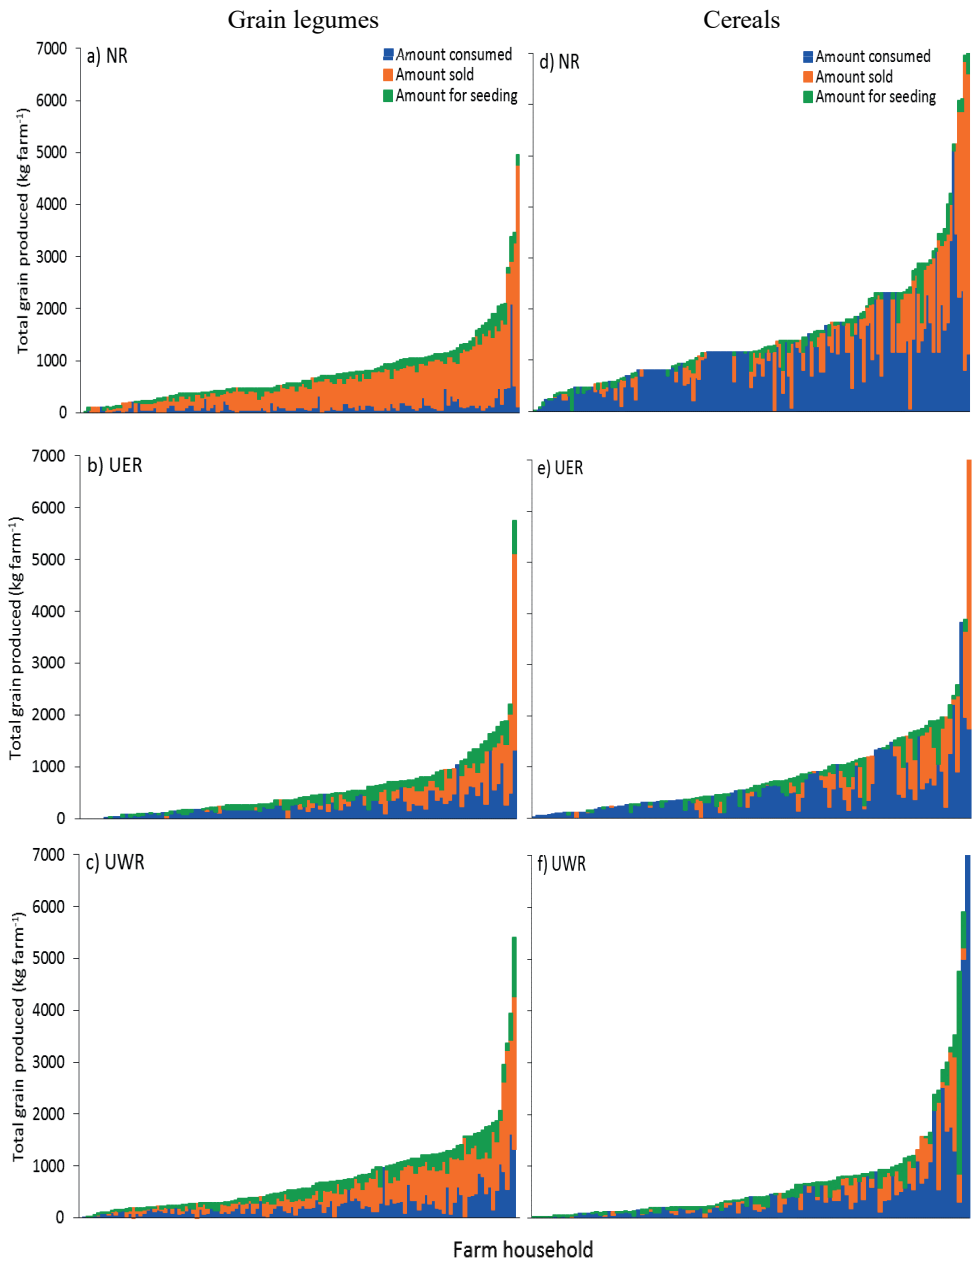 Grain legumes
Cereals
a) NR
Amount consumed
Amount sold
Amount for seeding
Total grain produced (kg farm⁻¹)
7000
6000
5000
4000
3000
2000
1000
0
d) NR
Amount consumed
Amount sold
Amount for seeding
b) UER
Total grain produced (kg farm⁻¹)
7000
6000
5000
4000
3000
2000
1000
0
e) UER
c) UWR
Total grain produced (kg farm⁻¹)
7000
6000
5000
4000
3000
2000
1000
0
f) UWR
Farm household